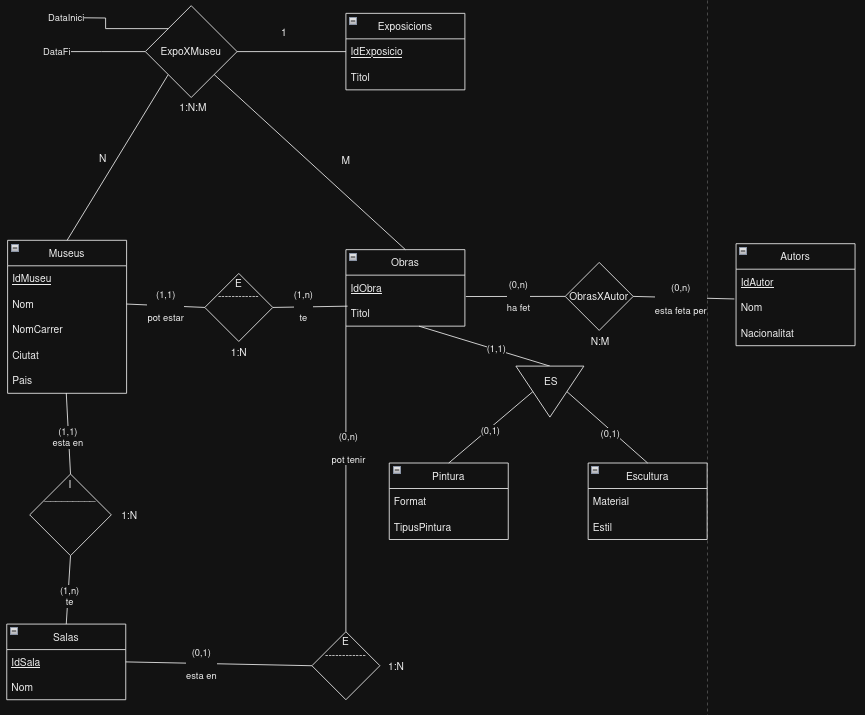 DataInici
DataFi
ExpoXMuseu
1:N:M
1
Exposicions
IdExposicio
Titol
N
M
Museus
IdMuseu
Nom
NomCarrer
Ciutat
Pais
(1,1)
pot estar
E
1:N
(1,n)
te
Obras
IdObra
Titol
(0,n)
ha fet
ObrasXAutor
N:M
(0,n)
esta feta per
Autors
IdAutor
Nom
Nacionalitat
(1,1)
ES
(0,1)
(0,1)
Pintura
Format
TipusPintura
Escultura
Material
Estil
(1,1)
esta en
I
1:N
(1,n)
te
(0,n)
pot tenir
Salas
IdSala
Nom
(0,1)
esta en
E
1:N